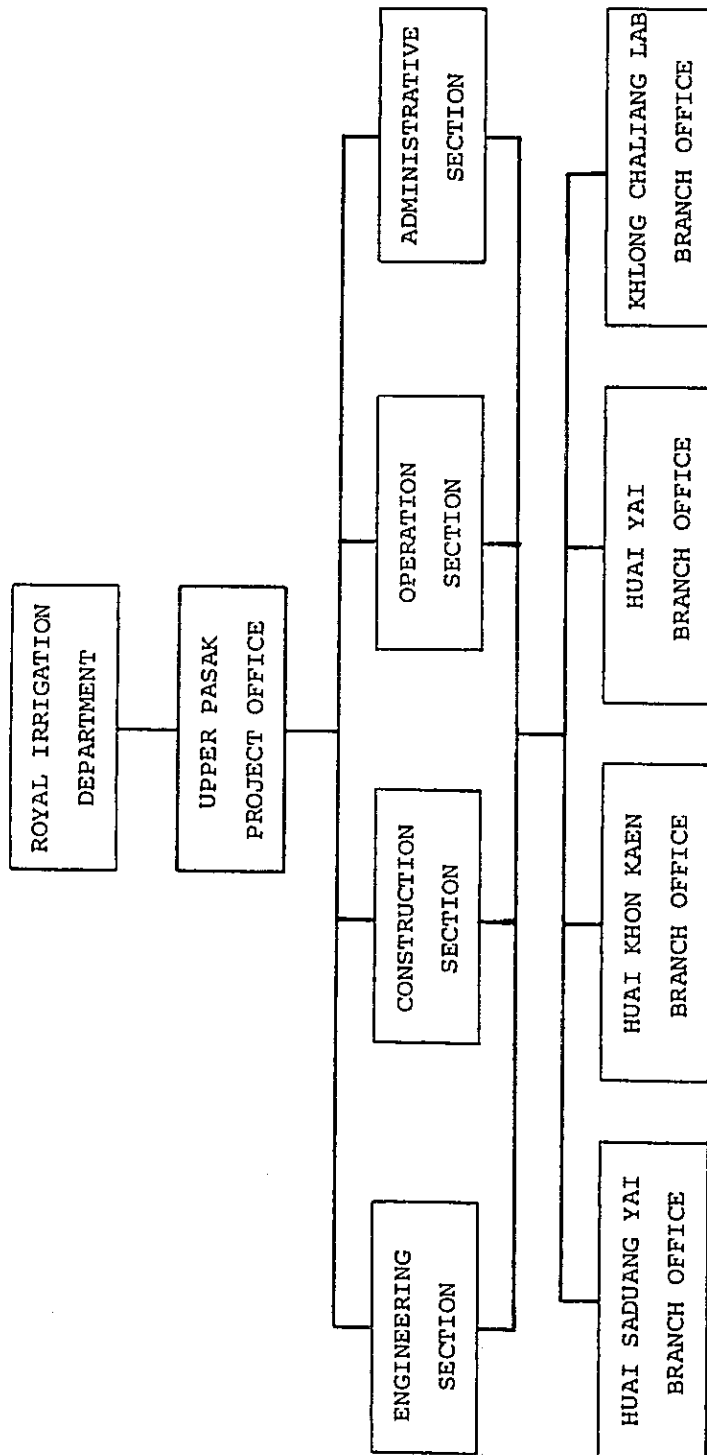 ROYAL IRRIGATION
DEPARTMENT
UPPER PASAK
PROJECT OFFICE
ENGINEERING
SECTION
CONSTRUCTION
SECTION
OPERATION
SECTION
ADMINISTRATIVE
SECTION
HUAI SADUANG YAI
BRANCH OFFICE
HUAI KHON KAEN
BRANCH OFFICE
HUAI YAI
BRANCH OFFICE
KHLONG CHALIANG LAB
BRANCH OFFICE